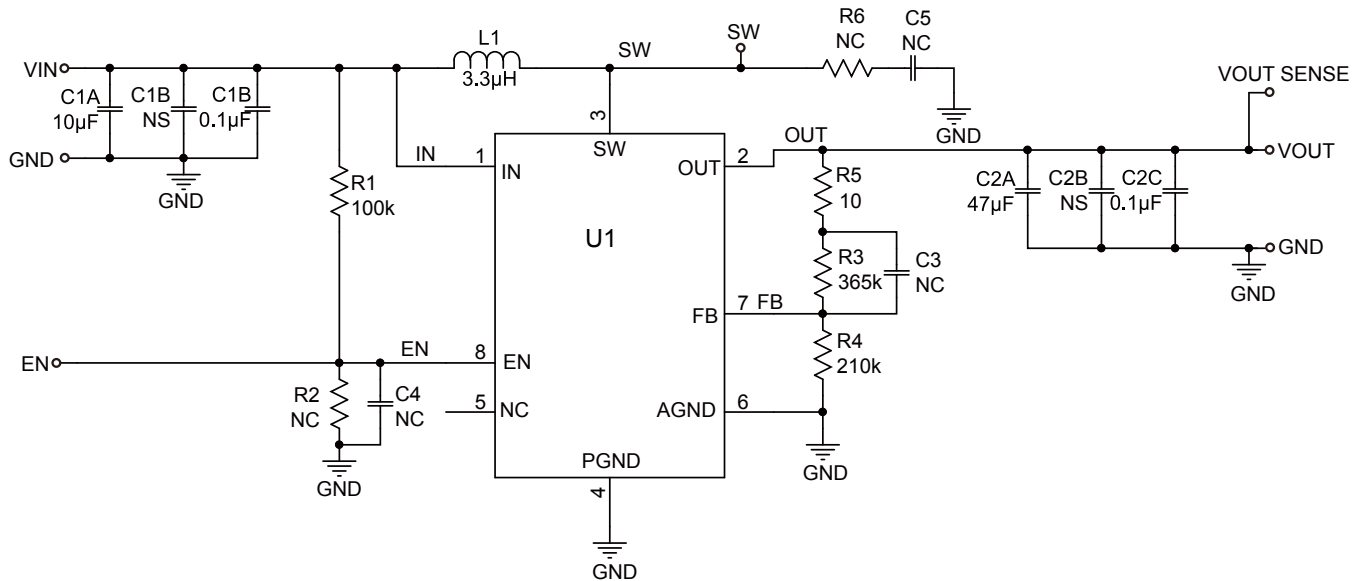 R6
NC
C5
NC
L1
3.3µH
SW
SW
VIN
C1A
10µF
C1B
NS
C1B
0.1µF
GND
GND
GND
VOUT SENSE
VOUT
OUT
3
SW
IN
1
IN
OUT
2
R1
100k
R5
10
C2A
47µF
C2B
NS
C2C
0.1µF
U1
R3
365k
C3
NC
GND
GND
FB
7
FB
EN
EN
8
EN
R4
210k
R2
NC
C4
NC
5
NC
AGND
6
PGND
4
GND
GND
GND